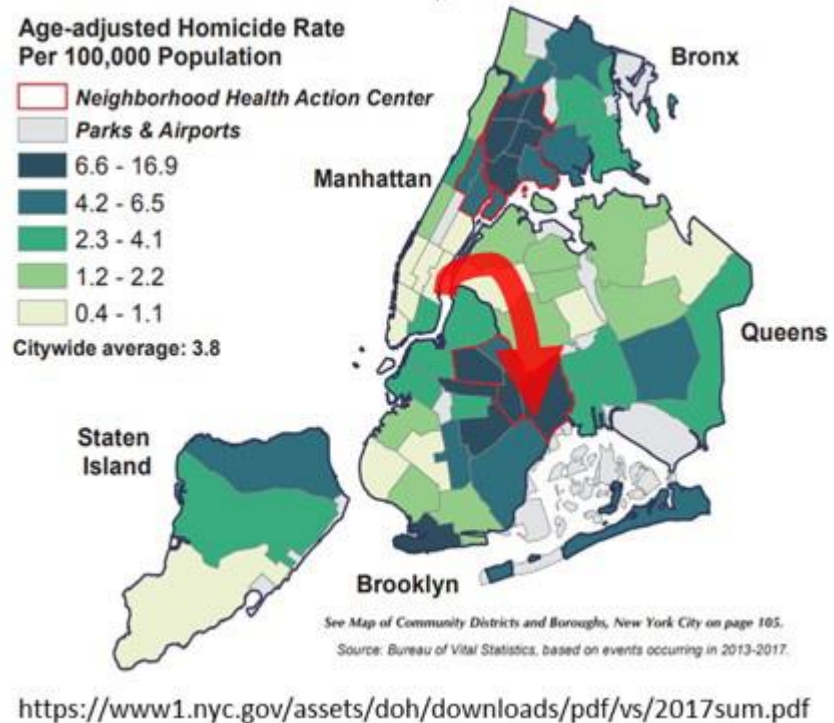 Age-adjusted Homicide Rate
Per 100,000 Population
Neighborhood Health Action Center
Parks & Airports
6.6 - 16.9
4.2 - 6.5
2.3 - 4.1
1.2 - 2.2
0.4 - 1.1
Citywide average: 3.8
Bronx
Manhattan
Queens
Staten
Island
Brooklyn
See Map of Community Districts and Boroughs, New York City on page 105.
Source: Bureau of Vital Statistics, based on events occurring in 2013-2017.
https://www1.nyc.gov/assets/doh/downloads/pdf/vs/2017sum.pdf